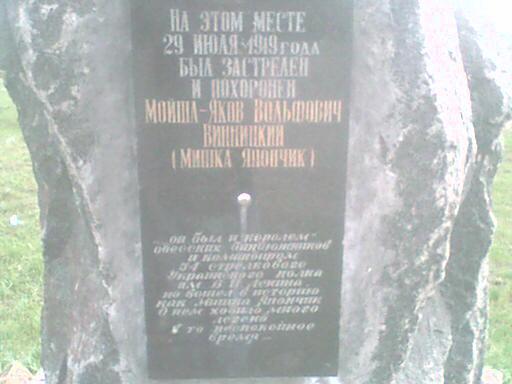 На этом месте
29 июля 1919 года
был застрелен
и похоронен
Мойша-Яков Вольфович
Винницкий
(Мишка Япончик)
...он был и "королем"
одесских
и командиром
54 стрелкового
Украинского полка
им В И Ленина,
но вошел в историю
как Мишка Япончик
О нем ходило много
легенд
в то неспокойное
время...